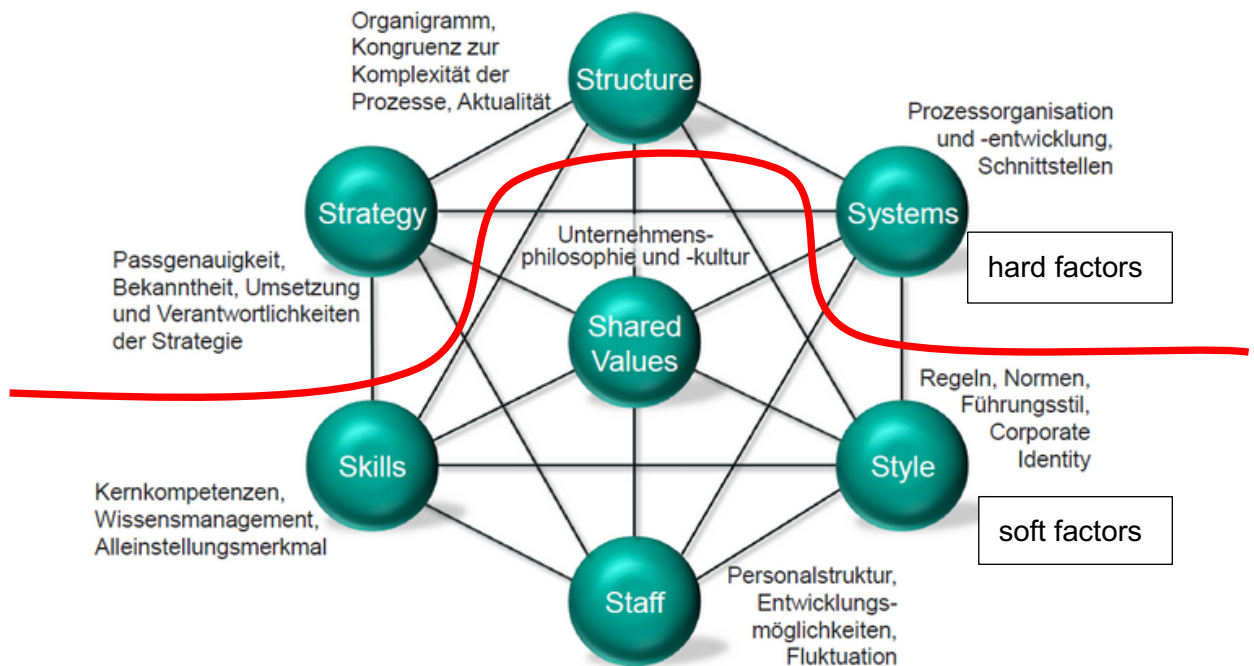 Organigramm,
Kongruenz zur
Komplexität der
Prozesse, Aktualität
Structure
Prozessorganisation
und -entwicklung,
Schnittstellen
Strategy
Systems
Unternehmens-
philosophie und -kultur
Passgenauigkeit,
Bekanntheit, Umsetzung
und Verantwortlichkeiten
der Strategie
hard factors
Shared
Values
Regeln, Normen,
Führungsstil,
Corporate
Identity
Skills
Style
Kernkompetenzen,
Wissensmanagement,
Alleinstellungsmerkmal
soft factors
Staff
Personalstruktur,
Entwicklungs-
möglichkeiten,
Fluktuation